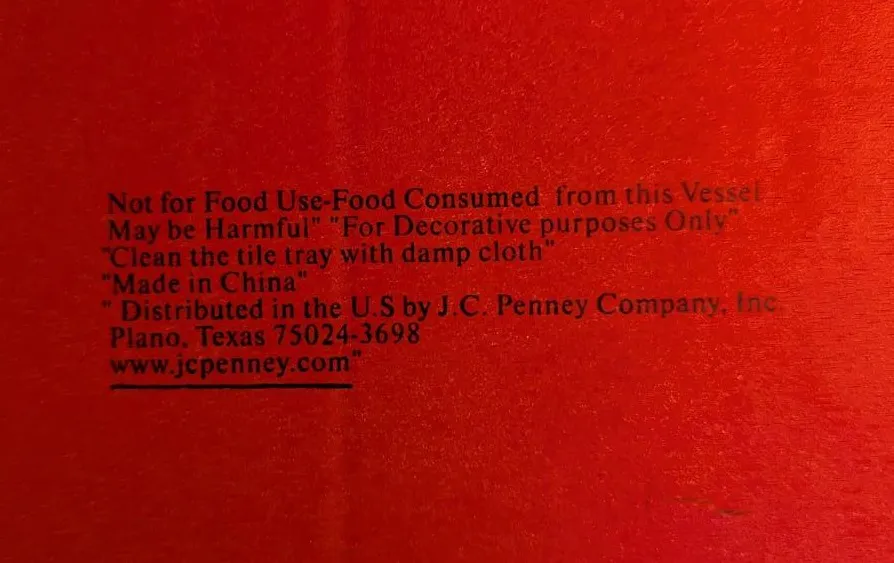 Not for Food Use-Food Consumed from this Vessel
May be Harmful" "For Decorative purposes Only"
"Clean the tile tray with damp cloth"
"Made in China"
" Distributed in the U.S by J.C. Penney Company, Inc.
Plano, Texas 75024-3698
www.jcpenney.com"